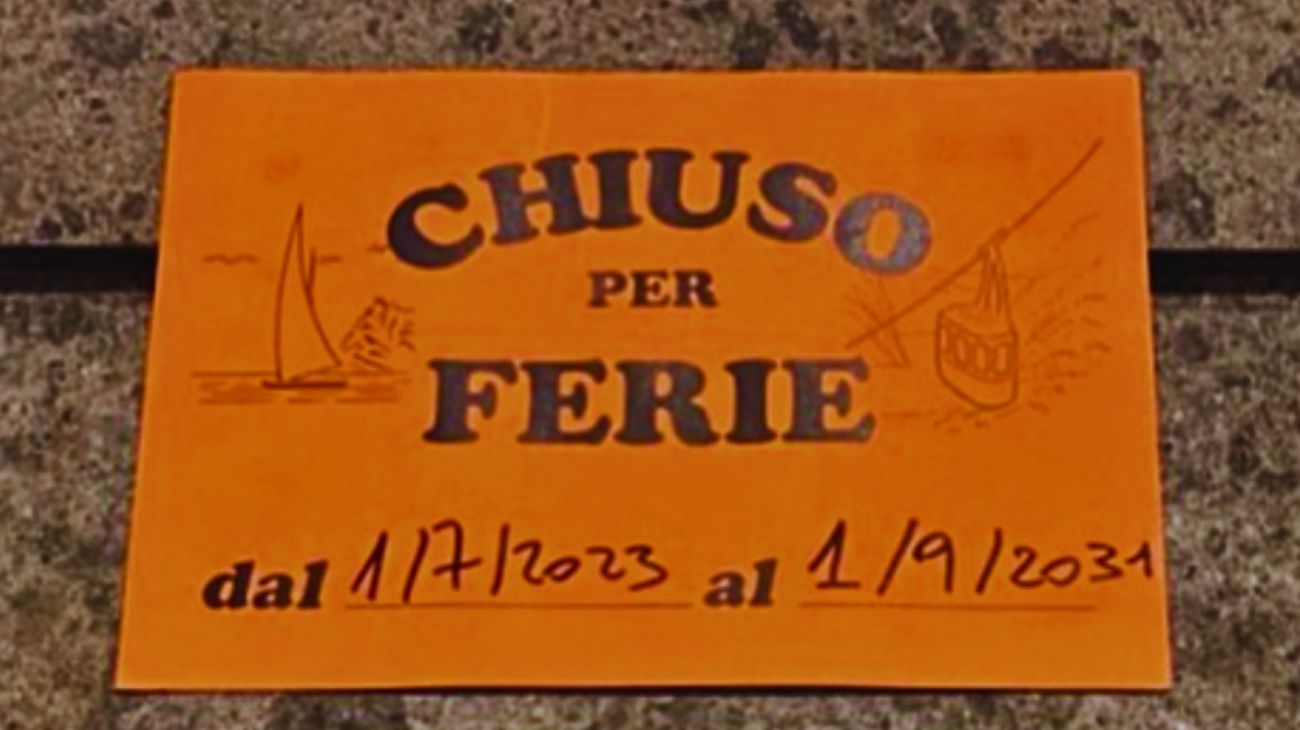 CHIUSO
PER
FERIE
dal 1/7/2023 al 1/9/2031